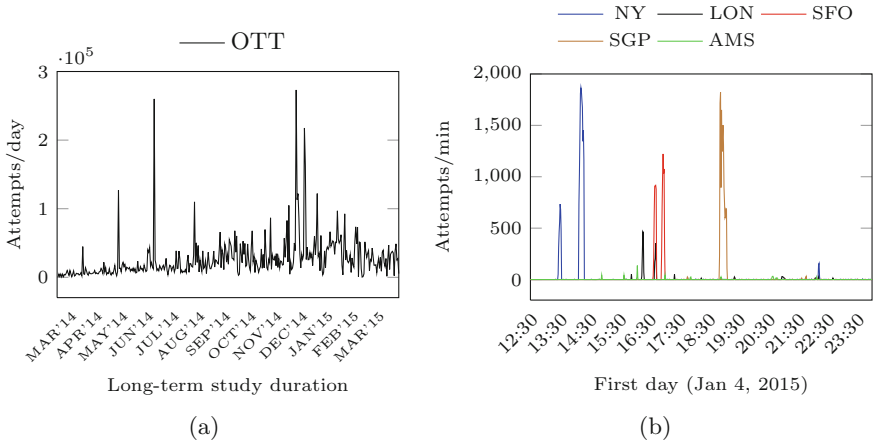 OTT
·10⁵
3
2
1
0
Attempts/day
MAR'14
APR'14
MAY'14
JUN'14
JUL'14
AUG'14
SEP'14
OCT'14
NOV'14
DEC'14
JAN'15
FEB'15
MAR'15
Long-term study duration
(a)
NY LON SFO
SGP AMS
2,000
1,500
1,000
500
0
Attempts/min
12:30
13:30
14:30
15:30
16:30
17:30
18:30
19:30
20:30
21:30
22:30
23:30
First day (Jan 4, 2015)
(b)